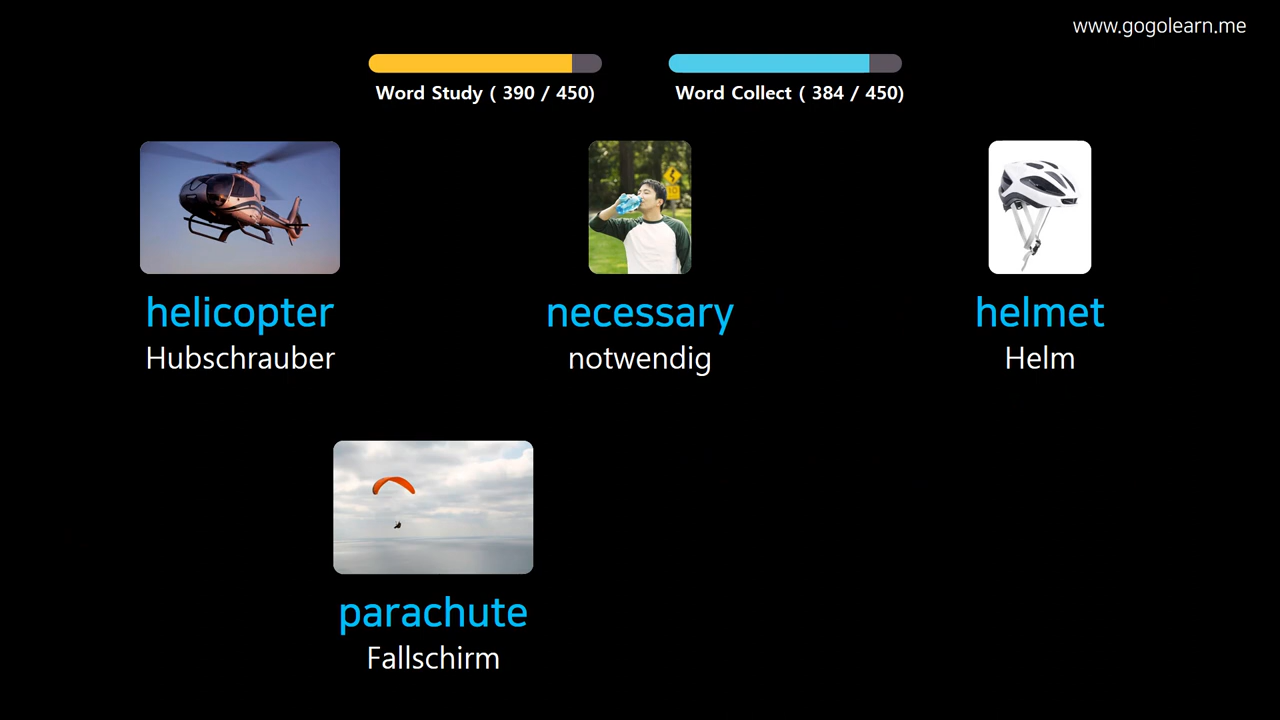 www.gogolearn.me
Word Study ( 390 / 450)
Word Collect ( 384 / 450)
helicopter
Hubschrauber
necessary
notwendig
helmet
Helm
parachute
Fallschirm